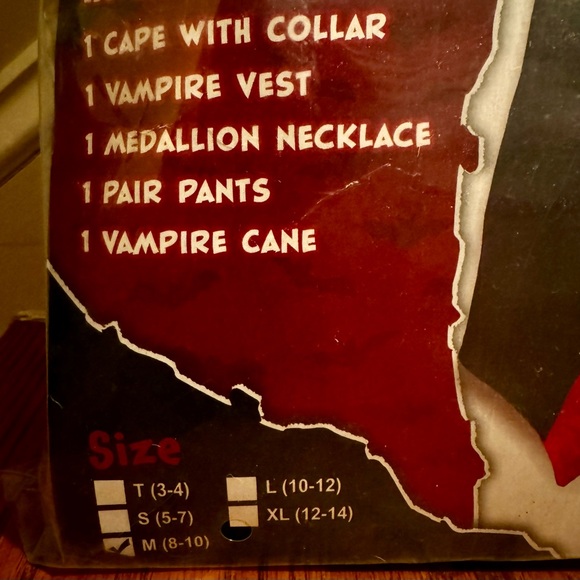 1 CAPE WITH COLLAR
1 VAMPIRE VEST
1 MEDALLION NECKLACE
1 PAIR PANTS
1 VAMPIRE CANE
Size
T (3-4)
L (10-12)
S (5-7)
XL (12-14)
M (8-10)